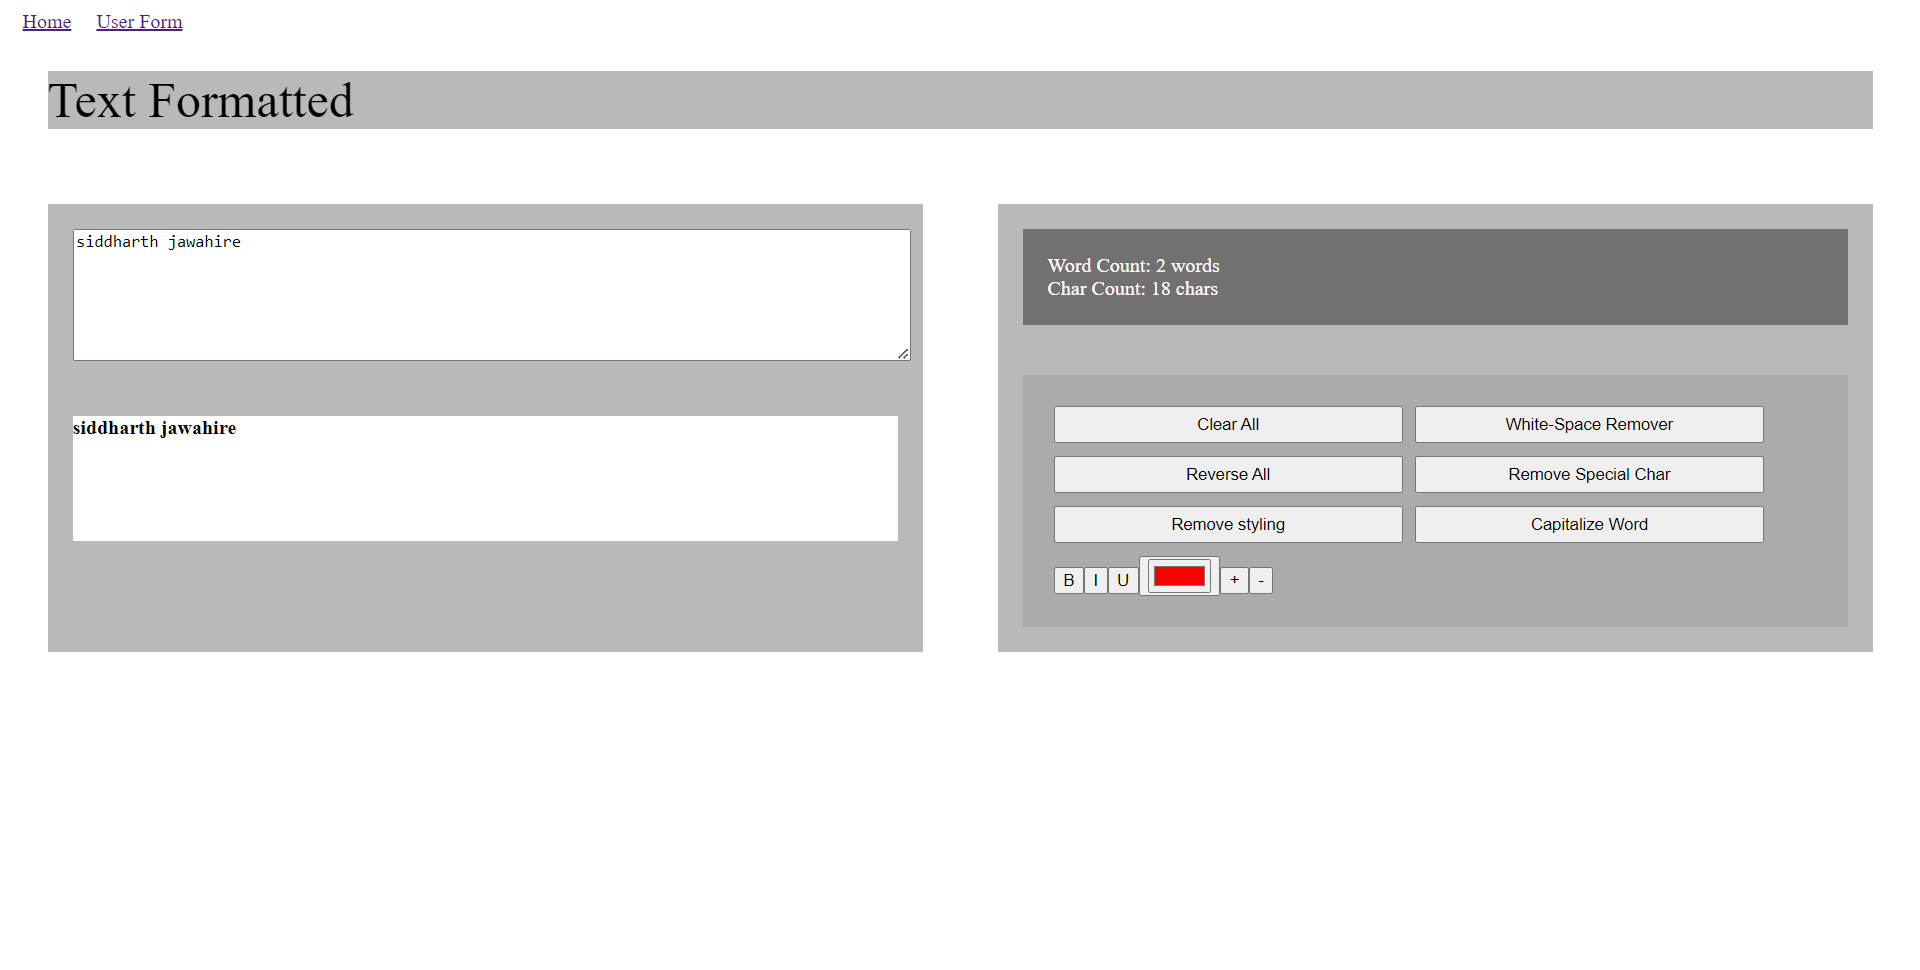 Home User Form
Text Formatted
siddharth jawahire
siddharth jawahire
Word Count: 2 words
Char Count: 18 chars
Clear All White-Space Remover
Reverse All Remove Special Char
Remove styling Capitalize Word
B I U + -